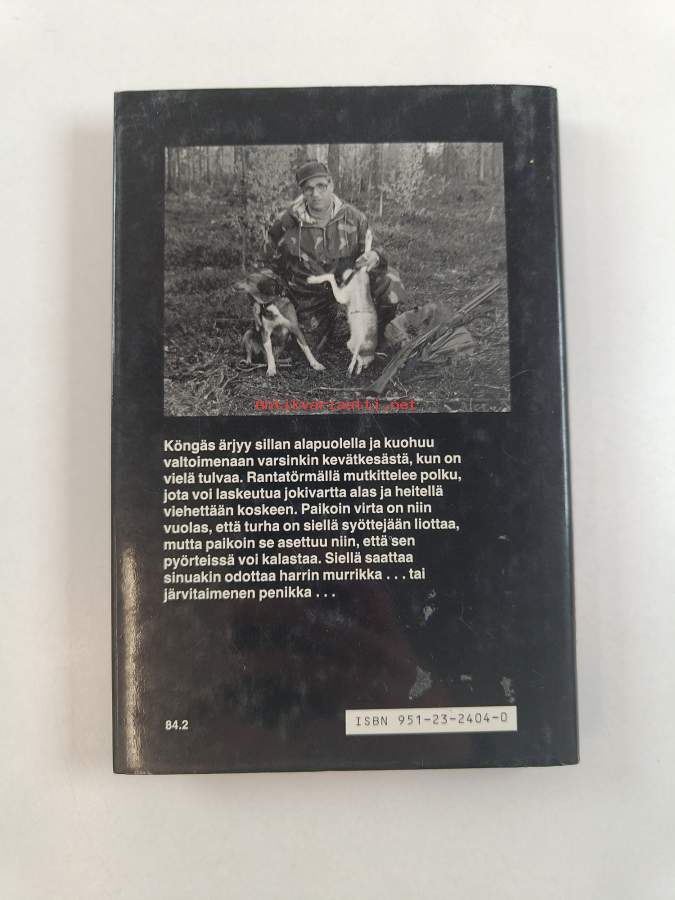 Antikvariaatti.net
Köngäs ärjyy sillan alapuolella ja kuohuu
valtoimenaan varsinkin kevätkesästä, kun on
vielä tulvaa. Rantatörmällä mutkittelee polku,
jota voi laskeutua jokivartta alas ja heitellä
viehettään koskeen. Paikoin virta on niin
vuolas, että turha on siellä syöttejään liottaa,
mutta paikoin se asettuu niin, että sen
pyörteissä voi kalastaa. Siellä saattaa
sinuakin odottaa harrin murrikka . . . tai
järvitaimenen penikka . . .
84.2
ISBN 951-23-2404-0